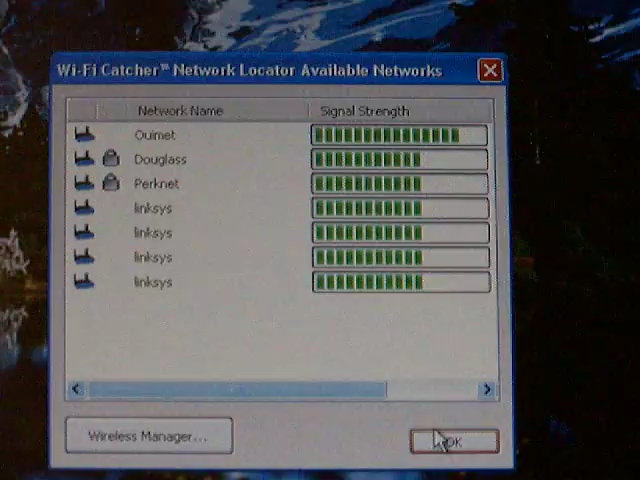 Wi-Fi Catcher™ Network Locator Available Networks
Network Name Signal Strength
Ouimet
Douglass
Perknet
linksys
linksys
linksys
linksys
Wireless Manager...
OK